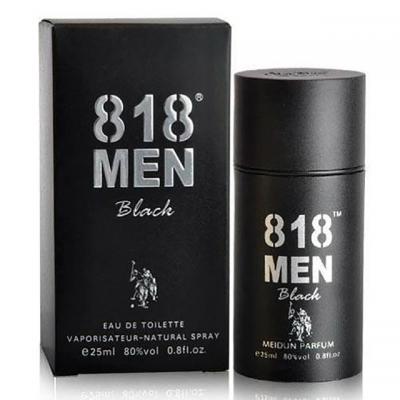 818®
MEN
Black
EAU DE TOILETTE
VAPORISATEUR-NATURAL SPRAY
℮25ml 80%vol 0.8fl.oz.
818™
MEN
Black
MEIDUN PARFUM
℮25ml 80%vol 0.8fl.oz.